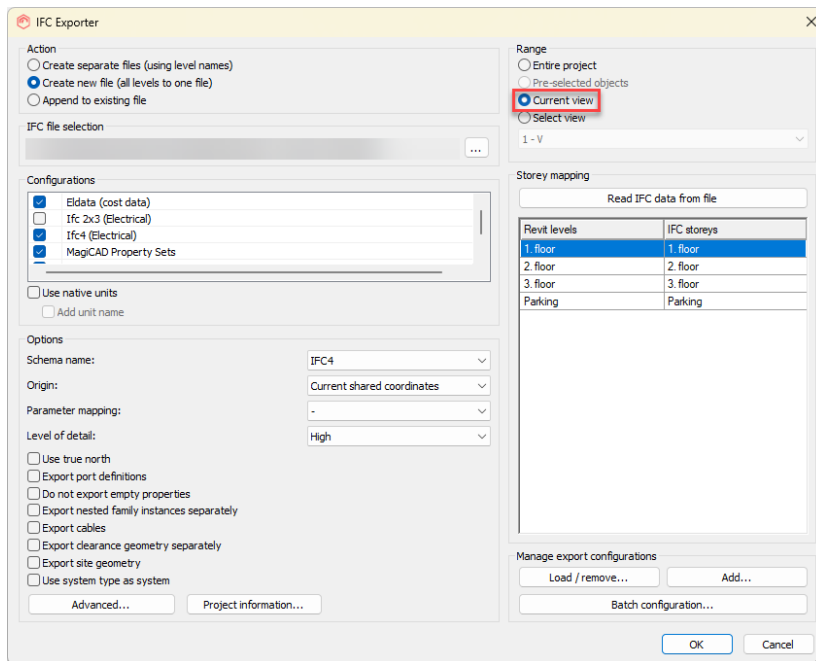 IFC Exporter
Action
Create separate files (using level names)
Create new file (all levels to one file)
Append to existing file
IFC file selection
...
Configurations
Eldata (cost data)
Ifc 2x3 (Electrical)
Ifc4 (Electrical)
MagiCAD Property Sets
Use native units
Add unit name
Options
Schema name: IFC4
Origin: Current shared coordinates
Parameter mapping: -
Level of detail: High
Use true north
Export port definitions
Do not export empty properties
Export nested family instances separately
Export cables
Export clearance geometry separately
Export site geometry
Use system type as system
Advanced... Project information...
Range
Entire project
Pre-selected objects
Current view
Select view
1 - V
Storey mapping
Read IFC data from file
Revit levels IFC storeys
1. floor 1. floor
2. floor 2. floor
3. floor 3. floor
Parking Parking
Manage export configurations
Load / remove... Add...
Batch configuration...
OK Cancel